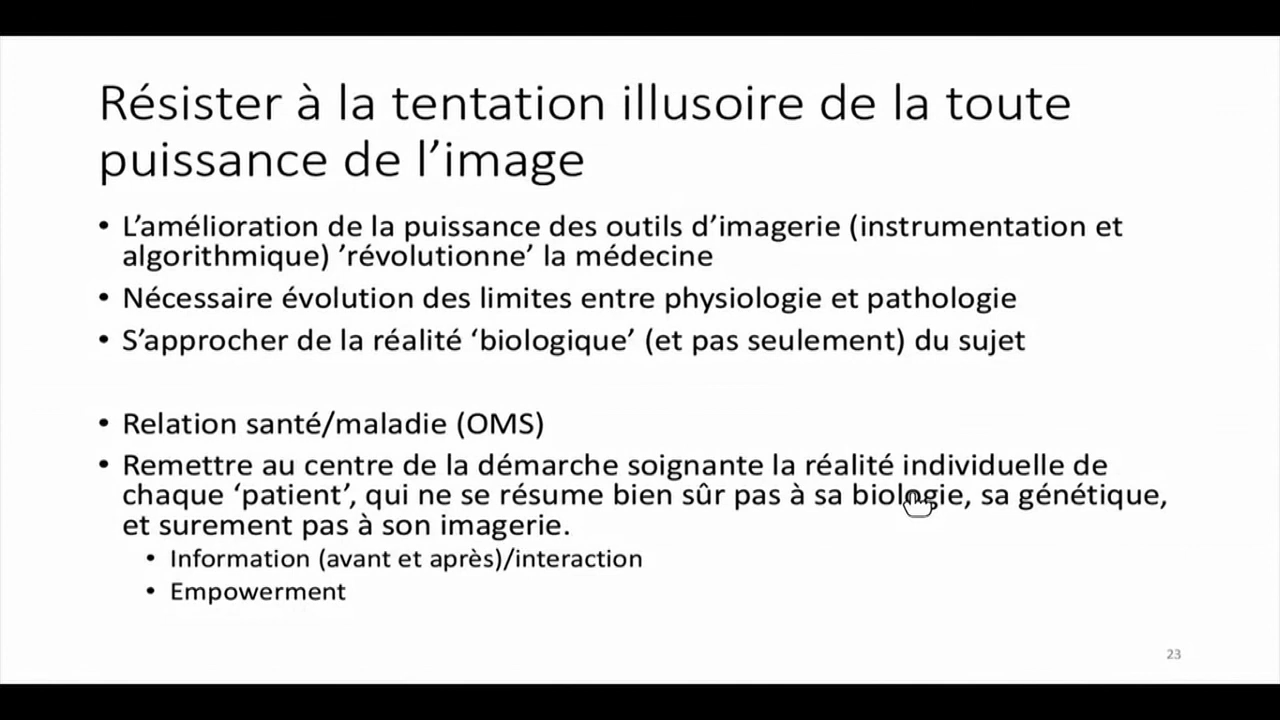 Résister à la tentation illusoire de la toute
puissance de l’image
• L’amélioration de la puissance des outils d’imagerie (instrumentation et
algorithmique) ’révolutionne’ la médecine
• Nécessaire évolution des limites entre physiologie et pathologie
• S’approcher de la réalité ‘biologique’ (et pas seulement) du sujet
• Relation santé/maladie (OMS)
• Remettre au centre de la démarche soignante la réalité individuelle de
chaque ‘patient’, qui ne se résume bien sûr pas à sa biologie, sa génétique,
et surement pas à son imagerie.
• Information (avant et après)/interaction
• Empowerment
23